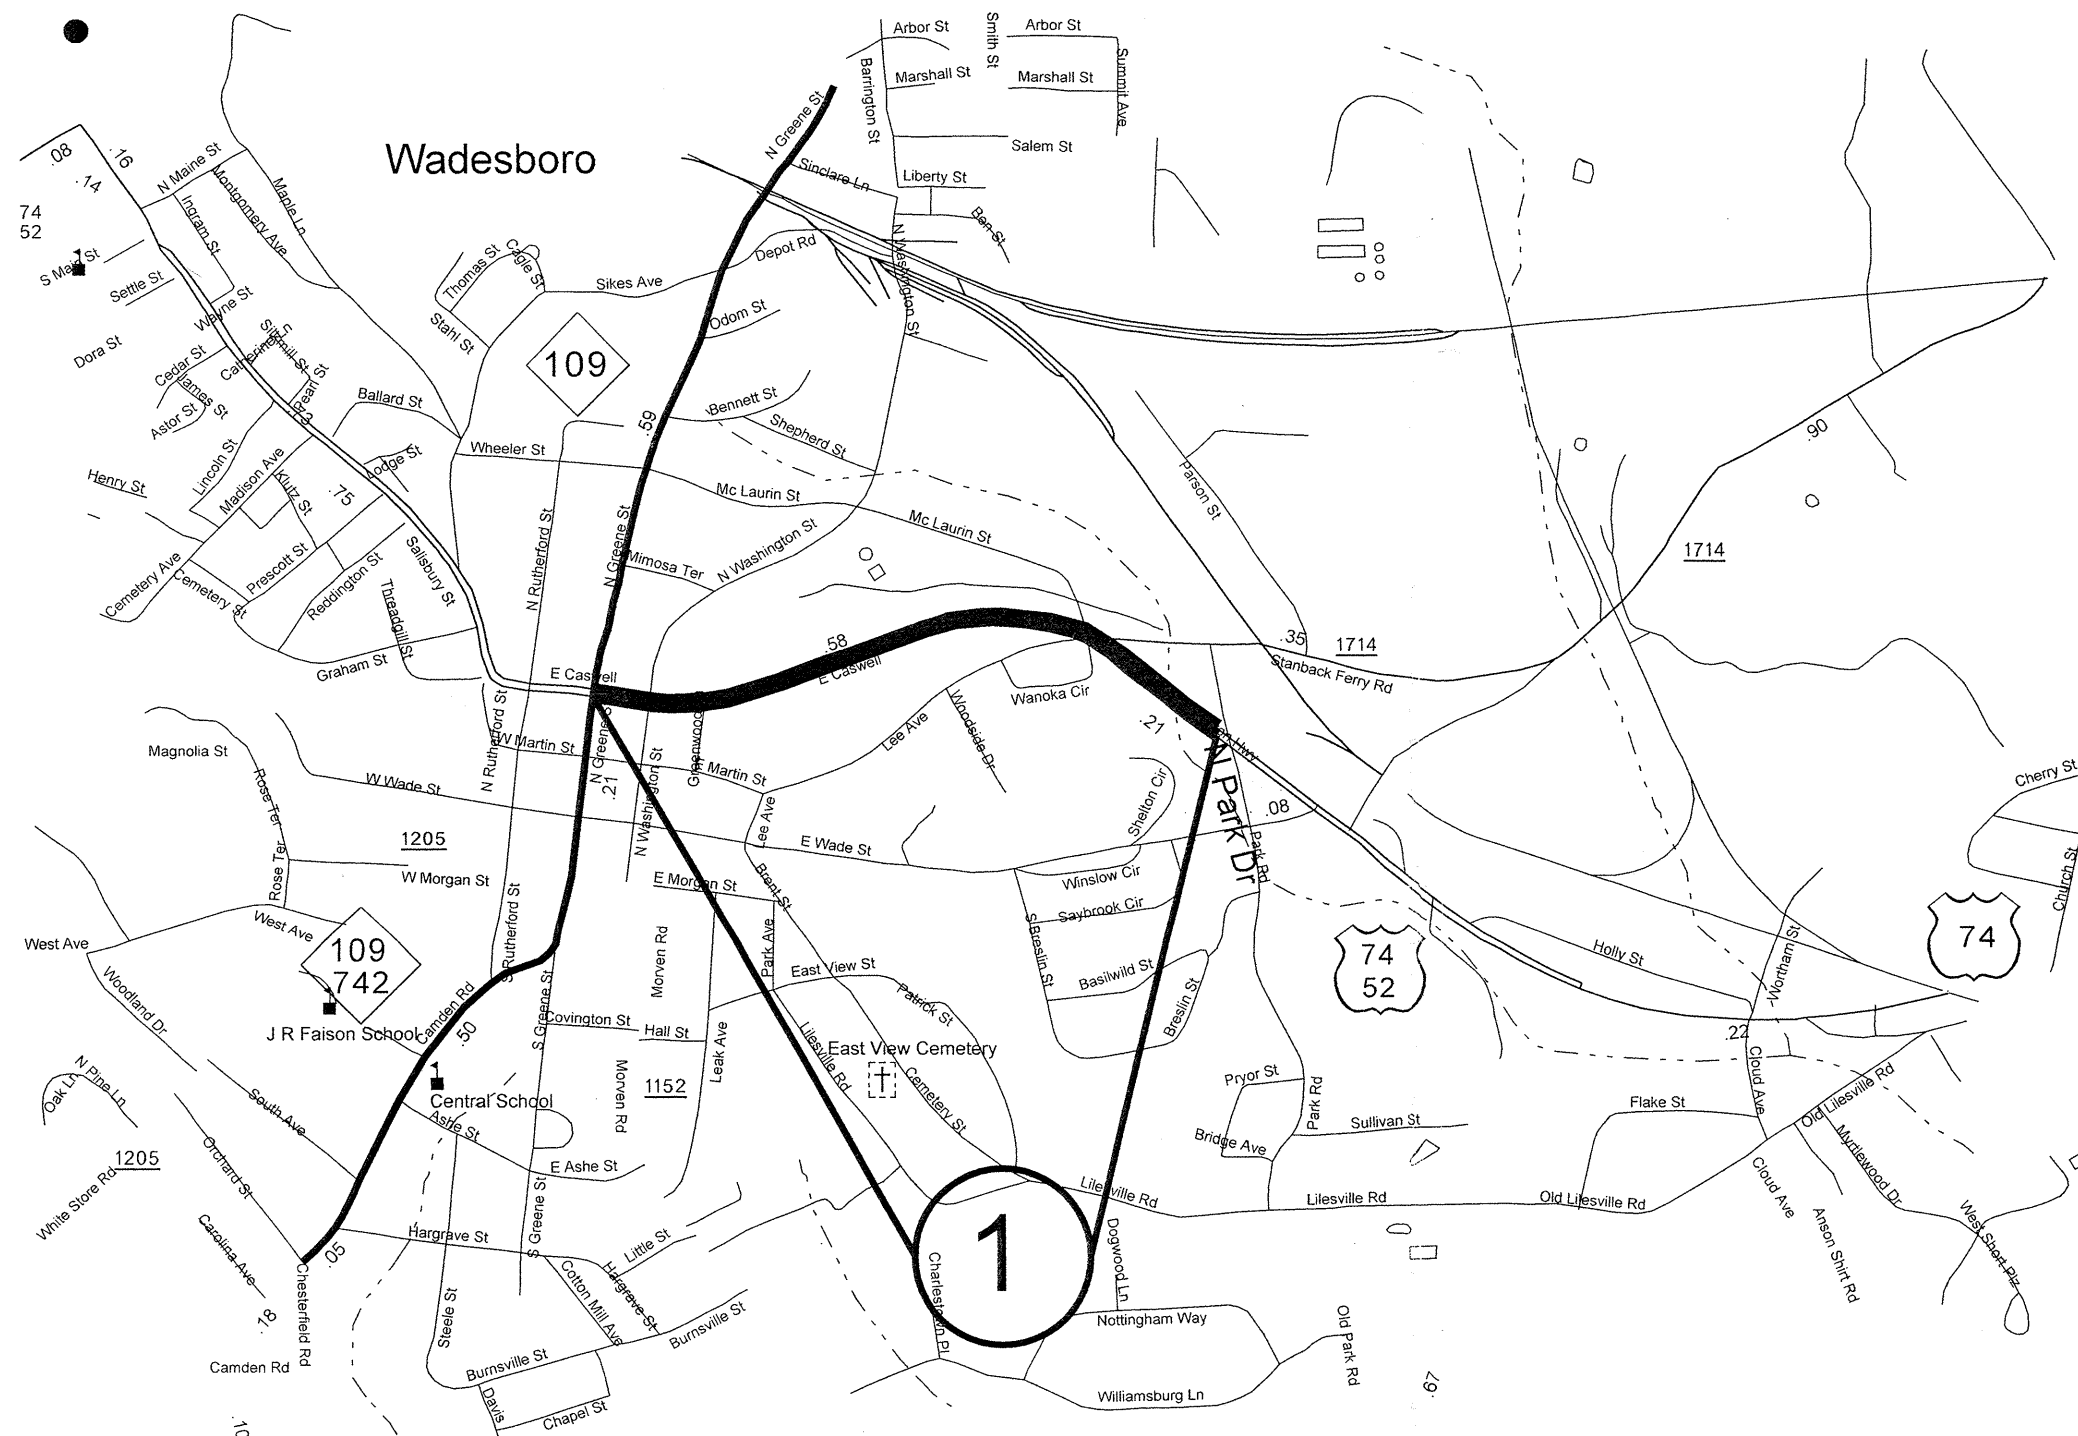 Arbor St
Smith St
Arbor St
Summit Ave
Barrington St
Marshall St
Marshall St
N Greene St
Salem St
.08
.16
.14
N Maine St
Wadesboro
Sinclare Ln
Liberty St
Ben St
Montgomery Ave
Maple Ln
Ingram St
74
52
S Main St
Settle St
Wayne St
Thomas St
Cagle St
Sikes Ave
Depot Rd
N Washington St
Stahl St
Odom St
Dora St
Cedar St
James St
Astor St
Pearl St
109
Ballard St
.59
Bennett St
Shepherd St
Wheeler St
Lincoln St
Madison Ave
Klutz St
Lodge St
.75
Henry St
Mc Laurin St
Mc Laurin St
Parson St
.90
1714
Cemetery Ave
Cemetery St
Prescott St
Reddington St
Salisbury St
Threadgill St
N Rutherford St
N Greene St
Mimosa Ter
N Washington St
Graham St
E Caswell
.58
E Caswell
.35
1714
Stanback Ferry Rd
Wanoka Cir
.21
Woodside Dr
Lee Ave
N Rutherford St
W Martin St
N Greene St
.21
N Washington St
Greenwood
E Martin St
Magnolia St
Rose Ter
W Wade St
Lee Ave
E Wade St
Shelton Cir
N Park Dr
Park Rd
.08
Cherry St
Church St
1205
Rose Ter
W Morgan St
E Morgan St
Brent St
Winslow Cir
Saybrook Cir
S Breslin St
Basilwild St
Breslin St
West Ave
West Ave
109
742
Woodland Dr
S Rutherford St
Morven Rd
Park Ave
East View St
Patrick St
74
52
Holly St
Wortham St
74
Camden Rd
.50
J R Faison School
S Greene St
Covington St
Hall St
Leak Ave
Lilesville Rd
East View Cemetery
Cemetery St
.22
Cloud Ave
Oak Ln
N Pine Ln
South Ave
Central School
Ashe St
Morven Rd
1152
Pryor St
Park Rd
Sullivan St
Bridge Ave
Flake St
Old Lilesville Rd
Myrtlewood Dr
1205
White Store Rd
Orchard St
E Ashe St
S Greene St
Lilesville Rd
Lilesville Rd
Old Lilesville Rd
Cloud Ave
Anson Shirt Rd
West Short Plz
Carolina Ave
.05
Hargrave St
Little St
Hargrave St
Cotton Mill Ave
1
Charlestown Pl
Dogwood Ln
Nottingham Way
Old Park Rd
.18
Chesterfield Rd
Camden Rd
Steele St
Burnsville St
Burnsville St
Williamsburg Ln
.67
Davis
Chapel St
.10